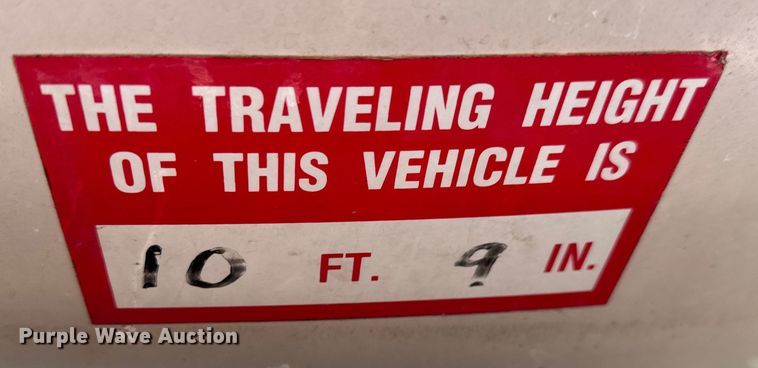 THE TRAVELING HEIGHT
OF THIS VEHICLE IS
10 FT. 9 IN.
Purple Wave Auction